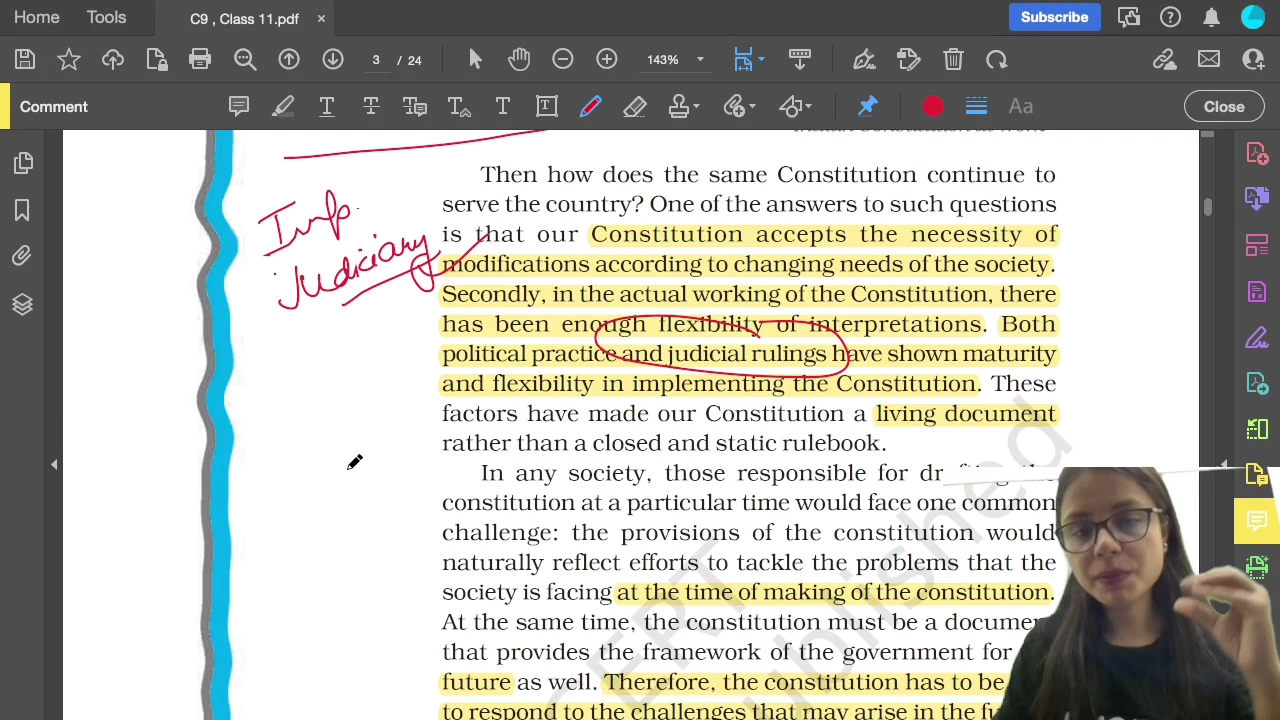 Home Tools C9 , Class 11.pdf × Subscribe
3 / 24 143%
Comment Aa Close
Then how does the same Constitution continue to
serve the country? One of the answers to such questions
is that our Constitution accepts the necessity of
modifications according to changing needs of the society.
Secondly, in the actual working of the Constitution, there
has been enough flexibility of interpretations. Both
political practice and judicial rulings have shown maturity
and flexibility in implementing the Constitution. These
factors have made our Constitution a living document
rather than a closed and static rulebook.
In any society, those responsible for drafting the
constitution at a particular time would face one common
challenge: the provisions of the constitution would
naturally reflect efforts to tackle the problems that the
society is facing at the time of making of the constitution.
At the same time, the constitution must be a document
that provides the framework of the government for
future as well. Therefore, the constitution has to be
to respond to the challenges that may arise in the
Imp
Judiciary